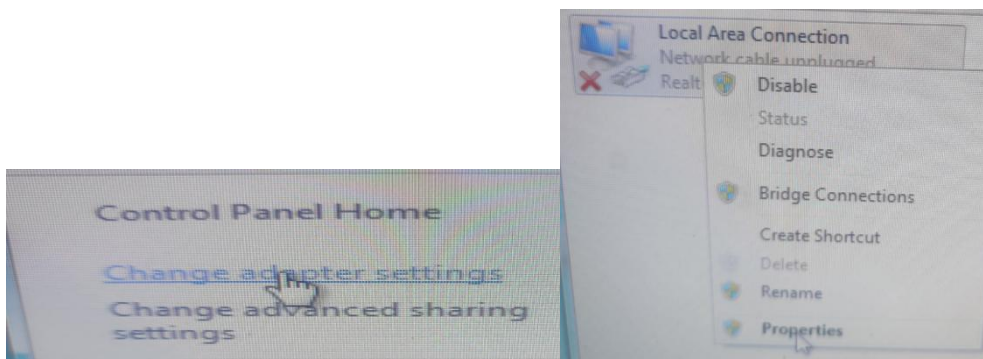 Control Panel Home
Change adapter settings
Change advanced sharing
settings
Local Area Connection
Network cable unplugged
Realt
Disable
Status
Diagnose
Bridge Connections
Create Shortcut
Delete
Rename
Properties